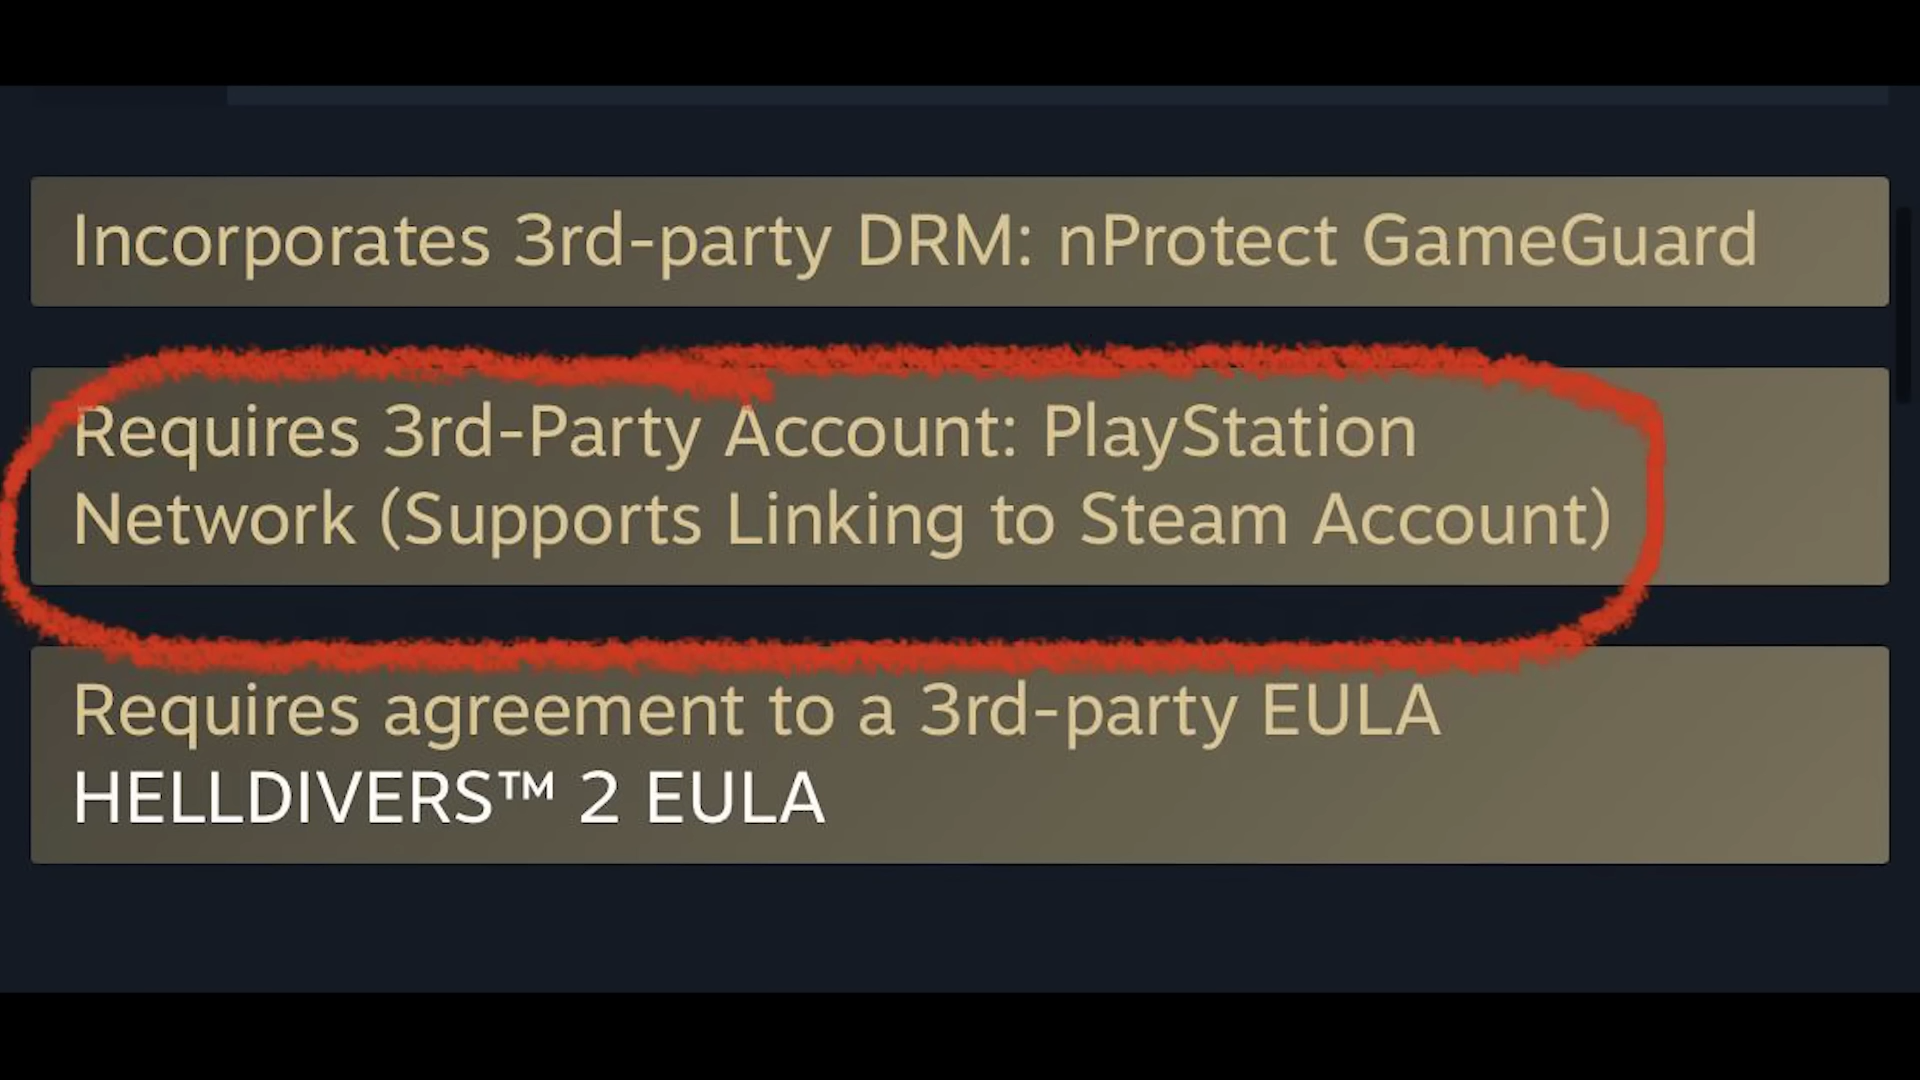 Incorporates 3rd-party DRM: nProtect GameGuard
Requires 3rd-Party Account: PlayStation
Network (Supports Linking to Steam Account)
Requires agreement to a 3rd-party EULA
HELLDIVERS™ 2 EULA